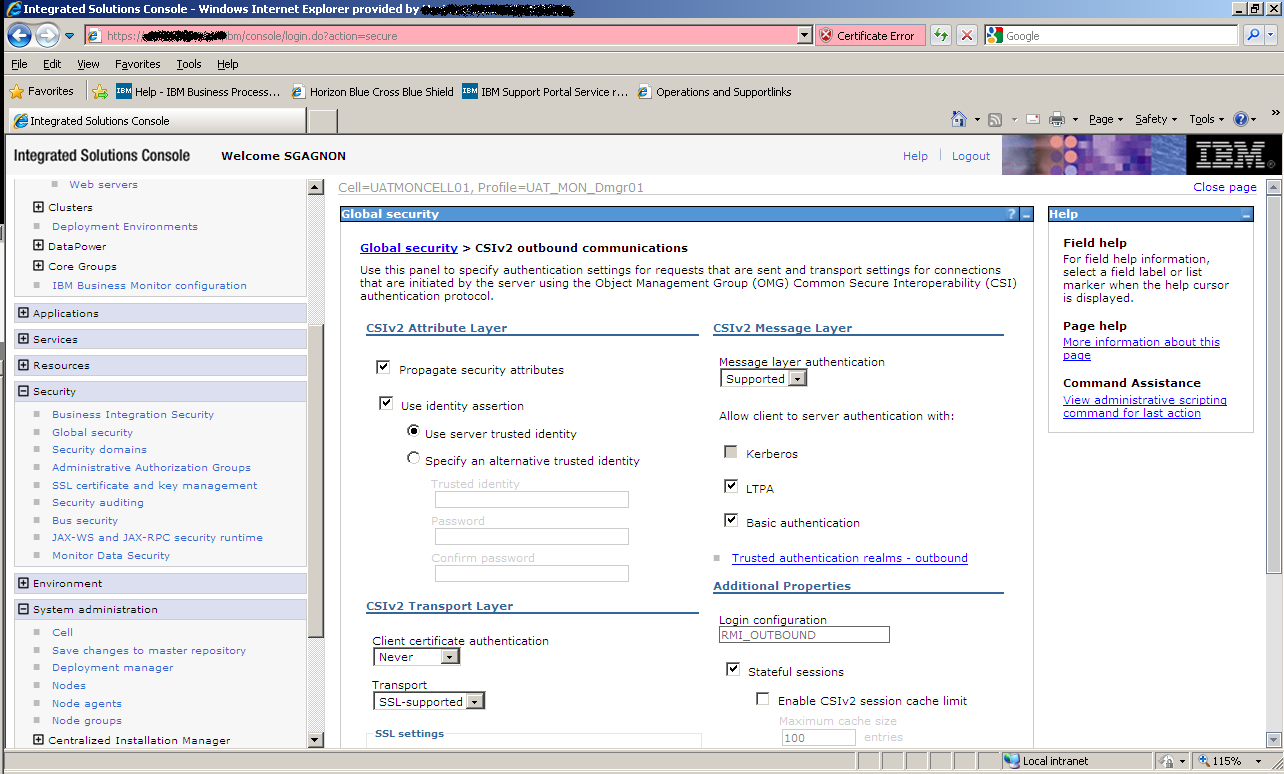 Integrated Solutions Console - Windows Internet Explorer provided by
https:// bm/console/login.do?action=secure
Certificate Error
Google
File Edit View Favorites Tools Help
Favorites
IBM Help - IBM Business Process...
Horizon Blue Cross Blue Shield
IBM IBM Support Portal Service r...
Operations and Supportlinks
Integrated Solutions Console
Page Safety Tools »
Integrated Solutions Console Welcome SGAGNON
Help Logout
IBM
Web servers
Clusters
Deployment Environments
DataPower
Core Groups
IBM Business Monitor configuration
Applications
Services
Resources
Security
Business Integration Security
Global security
Security domains
Administrative Authorization Groups
SSL certificate and key management
Security auditing
Bus security
JAX-WS and JAX-RPC security runtime
Monitor Data Security
Environment
System administration
Cell
Save changes to master repository
Deployment manager
Nodes
Node agents
Node groups
Centralized Installation Manager
Cell=UATMONCELL01, Profile=UAT_MON_Dmgr01
Close page
Global security ? -
Global security > CSIv2 outbound communications
Use this panel to specify authentication settings for requests that are sent and transport settings for connections
that are initiated by the server using the Object Management Group (OMG) Common Secure Interoperability (CSI)
authentication protocol.
CSIv2 Attribute Layer
Propagate security attributes
Use identity assertion
Use server trusted identity
Specify an alternative trusted identity
Trusted identity
Password
Confirm password
CSIv2 Transport Layer
Client certificate authentication
Never
Transport
SSL-supported
SSL settings
CSIv2 Message Layer
Message layer authentication
Supported
Allow client to server authentication with:
Kerberos
LTPA
Basic authentication
Trusted authentication realms - outbound
Additional Properties
Login configuration
RMI_OUTBOUND
Stateful sessions
Enable CSIv2 session cache limit
Maximum cache size
100 entries
Help -
Field help
For field help information,
select a field label or list
marker when the help cursor
is displayed.
Page help
More information about this
page
Command Assistance
View administrative scripting
command for last action
Local intranet
115%